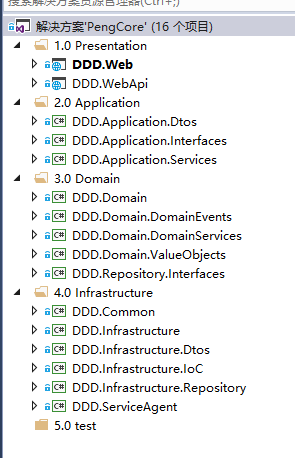 搜索解决方案资源管理器(Ctrl+;)
解决方案'PengCore' (16 个项目)
1.0 Presentation
DDD.Web
DDD.WebApi
2.0 Application
C# DDD.Application.Dtos
C# DDD.Application.Interfaces
C# DDD.Application.Services
3.0 Domain
C# DDD.Domain
C# DDD.Domain.DomainEvents
C# DDD.Domain.DomainServices
C# DDD.Domain.ValueObjects
C# DDD.Repository.Interfaces
4.0 Infrastructure
C# DDD.Common
C# DDD.Infrastructure
C# DDD.Infrastructure.Dtos
C# DDD.Infrastructure.IoC
C# DDD.Infrastructure.Repository
C# DDD.ServiceAgent
5.0 test